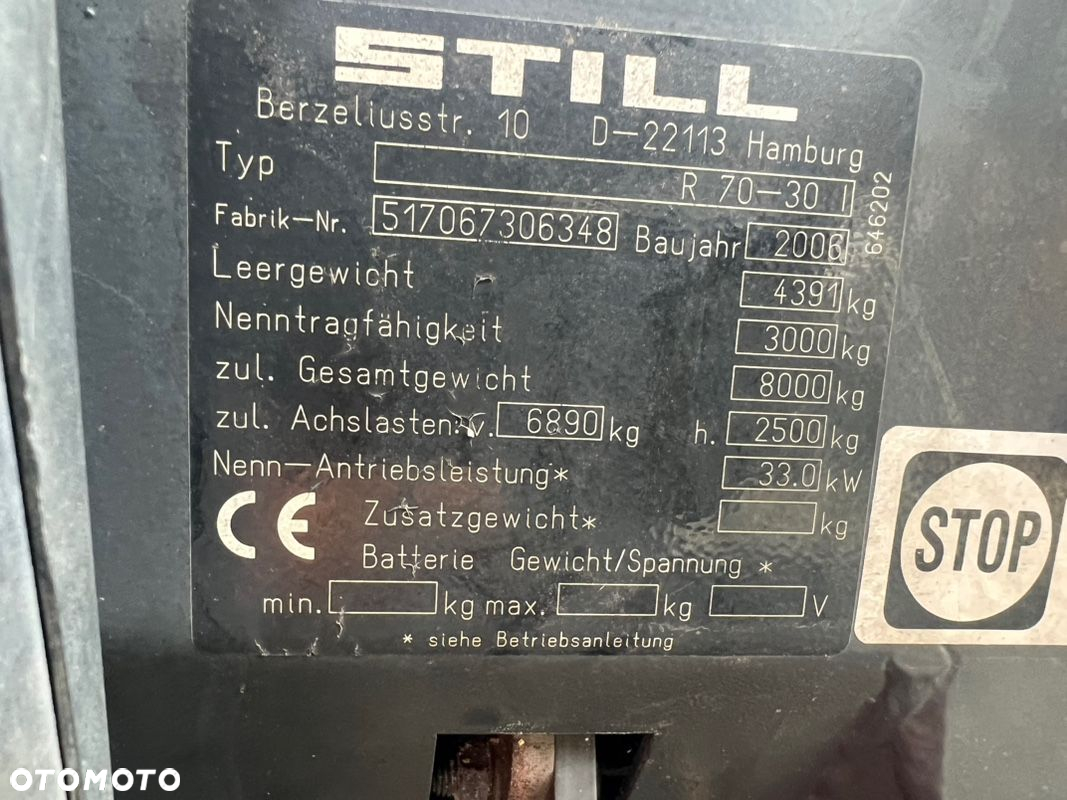 STILL
Berzeliusstr. 10 D-22113 Hamburg
Typ R 70-30 I
646202
Fabrik-Nr. 517067306348 Baujahr 2006
Leergewicht 4391 kg
Nenntragfähigkeit 3000 kg
zul. Gesamtgewicht 8000 kg
zul. Achslasten: v. 6890 kg h. 2500 kg
Nenn-Antriebsleistung* 33.0 kW
CE Zusatzgewicht* kg
Batterie Gewicht/Spannung *
min. kg max. kg V
* siehe Betriebsanleitung
STOP
OTOMOTO